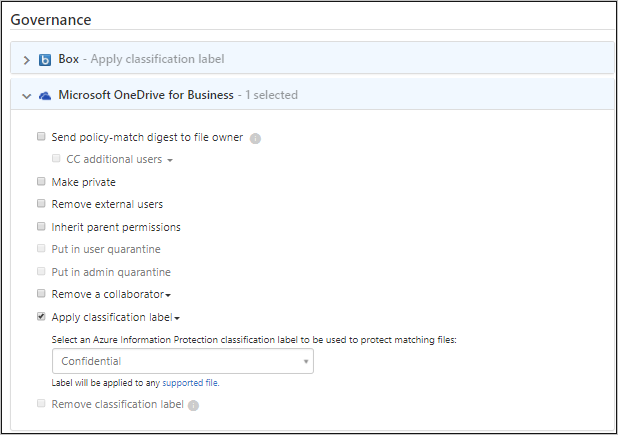 Governance
Box - Apply classification label
Microsoft OneDrive for Business - 1 selected
Send policy-match digest to file owner
CC additional users
Make private
Remove external users
Inherit parent permissions
Put in user quarantine
Put in admin quarantine
Remove a collaborator
Apply classification label
Select an Azure Information Protection classification label to be used to protect matching files:
Confidential
Label will be applied to any supported file.
Remove classification label